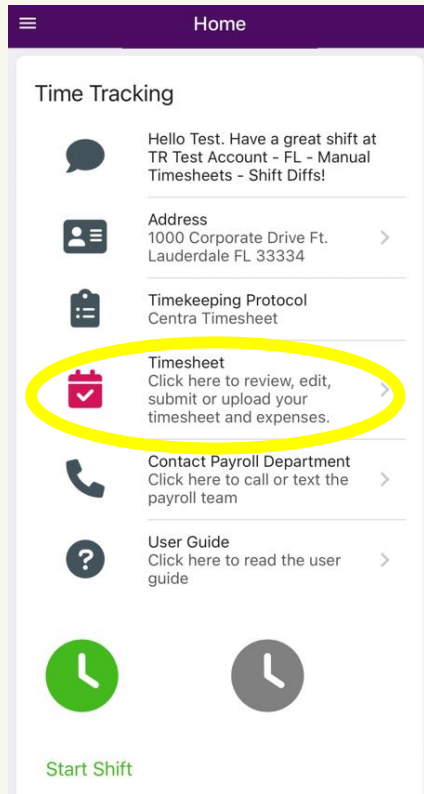 Home
Time Tracking
Hello Test. Have a great shift at
TR Test Account - FL - Manual
Timesheets - Shift Diffs!
Address
1000 Corporate Drive Ft.
Lauderdale FL 33334
Timekeeping Protocol
Centra Timesheet
Timesheet
Click here to review, edit,
submit or upload your
timesheet and expenses.
Contact Payroll Department
Click here to call or text the
payroll team
User Guide
Click here to read the user
guide
Start Shift